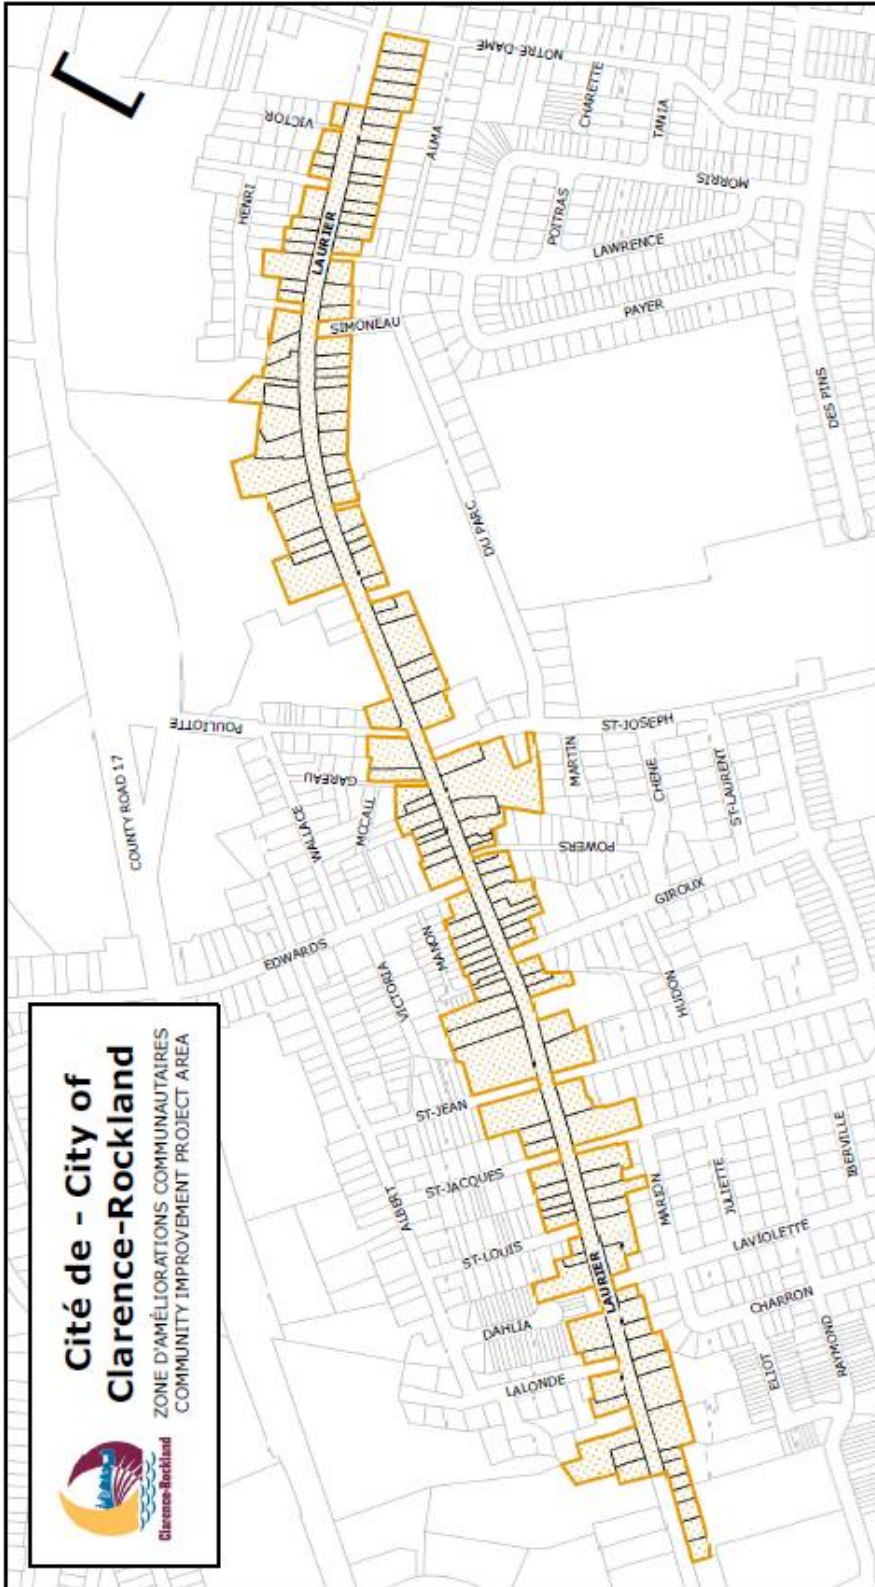 Cité de - City of
Clarence-Rockland
ZONE D'AMÉLIORATIONS COMMUNAUTAIRES
COMMUNITY IMPROVEMENT PROJECT AREA
Clarence-Rockland
NOTRE-DAME
VICTOR
CHARETTE
TANIA
ALMA
MORRIS
HENRI
POITRAS
LAURIER
LAWRENCE
PAYER
SIMONEAU
DES PINS
DU PARC
POULIOTTE
ST-JOSEPH
COUNTY ROAD 17
GAREAU
MARTIN
CHENE
ST-LAURENT
WALLACE
MCCALL
POWERS
GIROUX
EDWARDS
MANON
VICTORIA
HUDON
ST-JEAN
IBERVILLE
ST-JACQUES
ALBERT
MARION
JULIETTE
ST-LOUIS
LAVIOLETTE
LAURIER
CHARRON
DAHLIA
LALONDE
ELIOT
RAYMOND